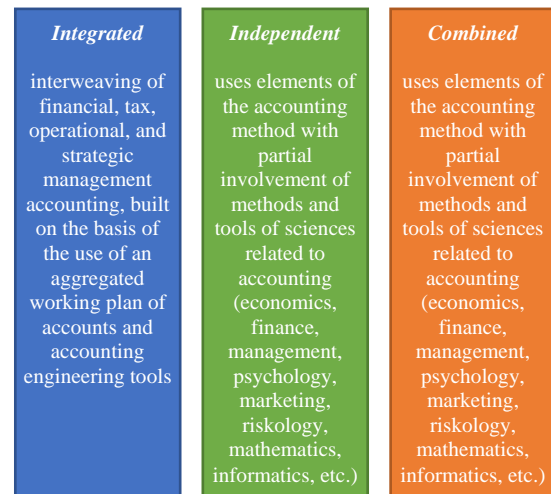 Integrated
interweaving of
financial, tax,
operational, and
strategic
management
accounting, built
on the basis of
the use of an
aggregated
working plan of
accounts and
accounting
engineering tools
Independent
uses elements of
the accounting
method with
partial
involvement of
methods and
tools of sciences
related to
accounting
(economics,
finance,
management,
psychology,
marketing,
riskology,
mathematics,
informatics, etc.)
Combined
uses elements of
the accounting
method with
partial
involvement of
methods and
tools of sciences
related to
accounting
(economics,
finance,
management,
psychology,
marketing,
riskology,
mathematics,
informatics, etc.)